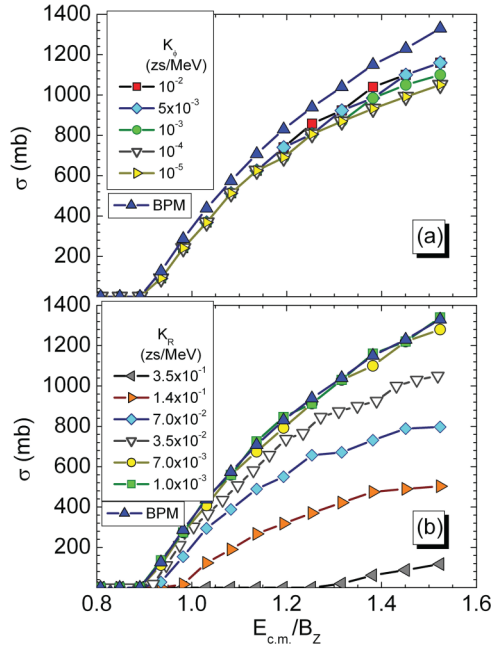 1400
1200
1000
800
600
400
200
σ (mb)
K_ϕ
(zs/MeV)
10⁻²
5x10⁻³
10⁻³
10⁻⁴
10⁻⁵
BPM
(a)
1400
1200
1000
800
600
400
200
σ (mb)
K_R
(zs/MeV)
3.5x10⁻¹
1.4x10⁻¹
7.0x10⁻²
3.5x10⁻²
7.0x10⁻³
1.0x10⁻³
BPM
(b)
0.8 1.0 1.2 1.4 1.6
E_c.m./B_Z